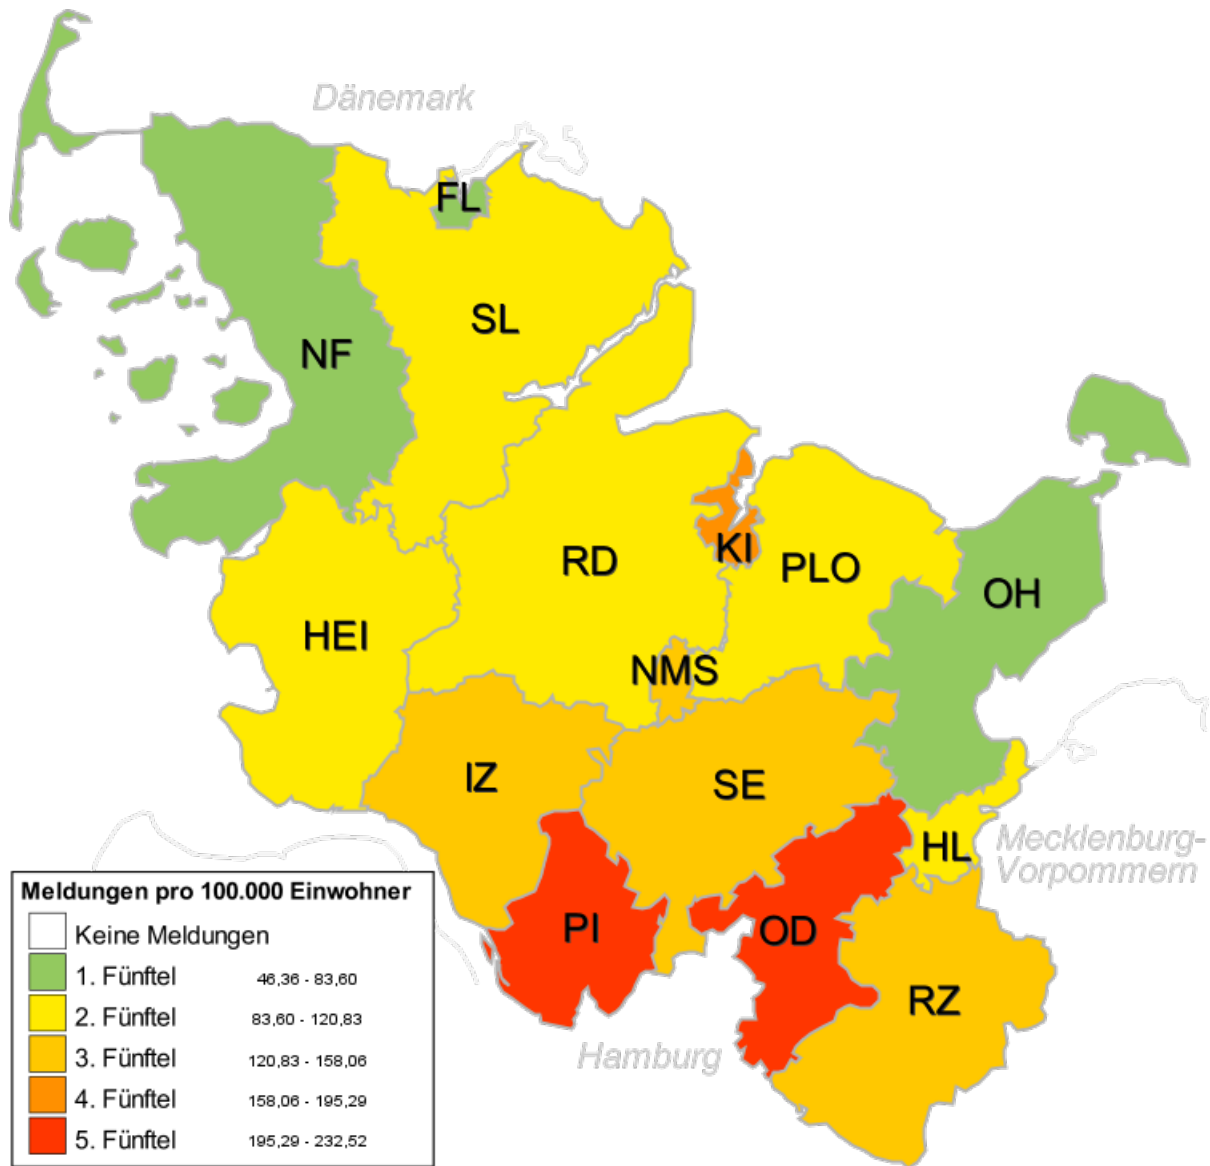 Dänemark
FL
SL
NF
RD
KI
PLO
OH
HEI
NMS
IZ
SE
HL
Mecklenburg-
Vorpommern
PI
OD
RZ
Hamburg
Meldungen pro 100.000 Einwohner
Keine Meldungen
1. Fünftel 46,36 - 83,60
2. Fünftel 83,60 - 120,83
3. Fünftel 120,83 - 158,06
4. Fünftel 158,06 - 195,29
5. Fünftel 195,29 - 232,52